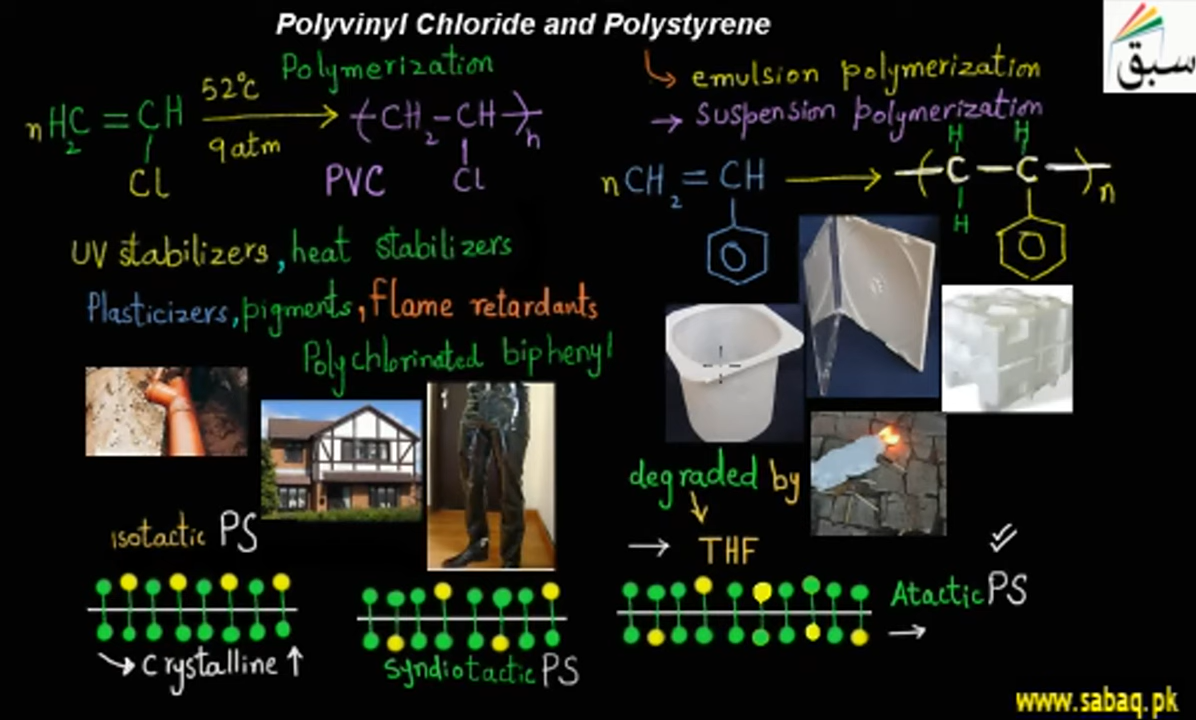 Polyvinyl Chloride and Polystyrene
سبق
Polymerization
52°C
nH2C=CH
9 atm
Cl
(CH2-CH)n
Cl
PVC
↳ emulsion polymerization
→ Suspension polymerization
nCH2=CH
H H
(C-C)n
H
UV stabilizers, heat stabilizers
Plasticizers, pigments, flame retardants
Polychlorinated biphenyl
degraded by
→ THF
isotactic PS
Crystalline ↑
Syndiotactic PS
Atactic PS
www.sabaq.pk